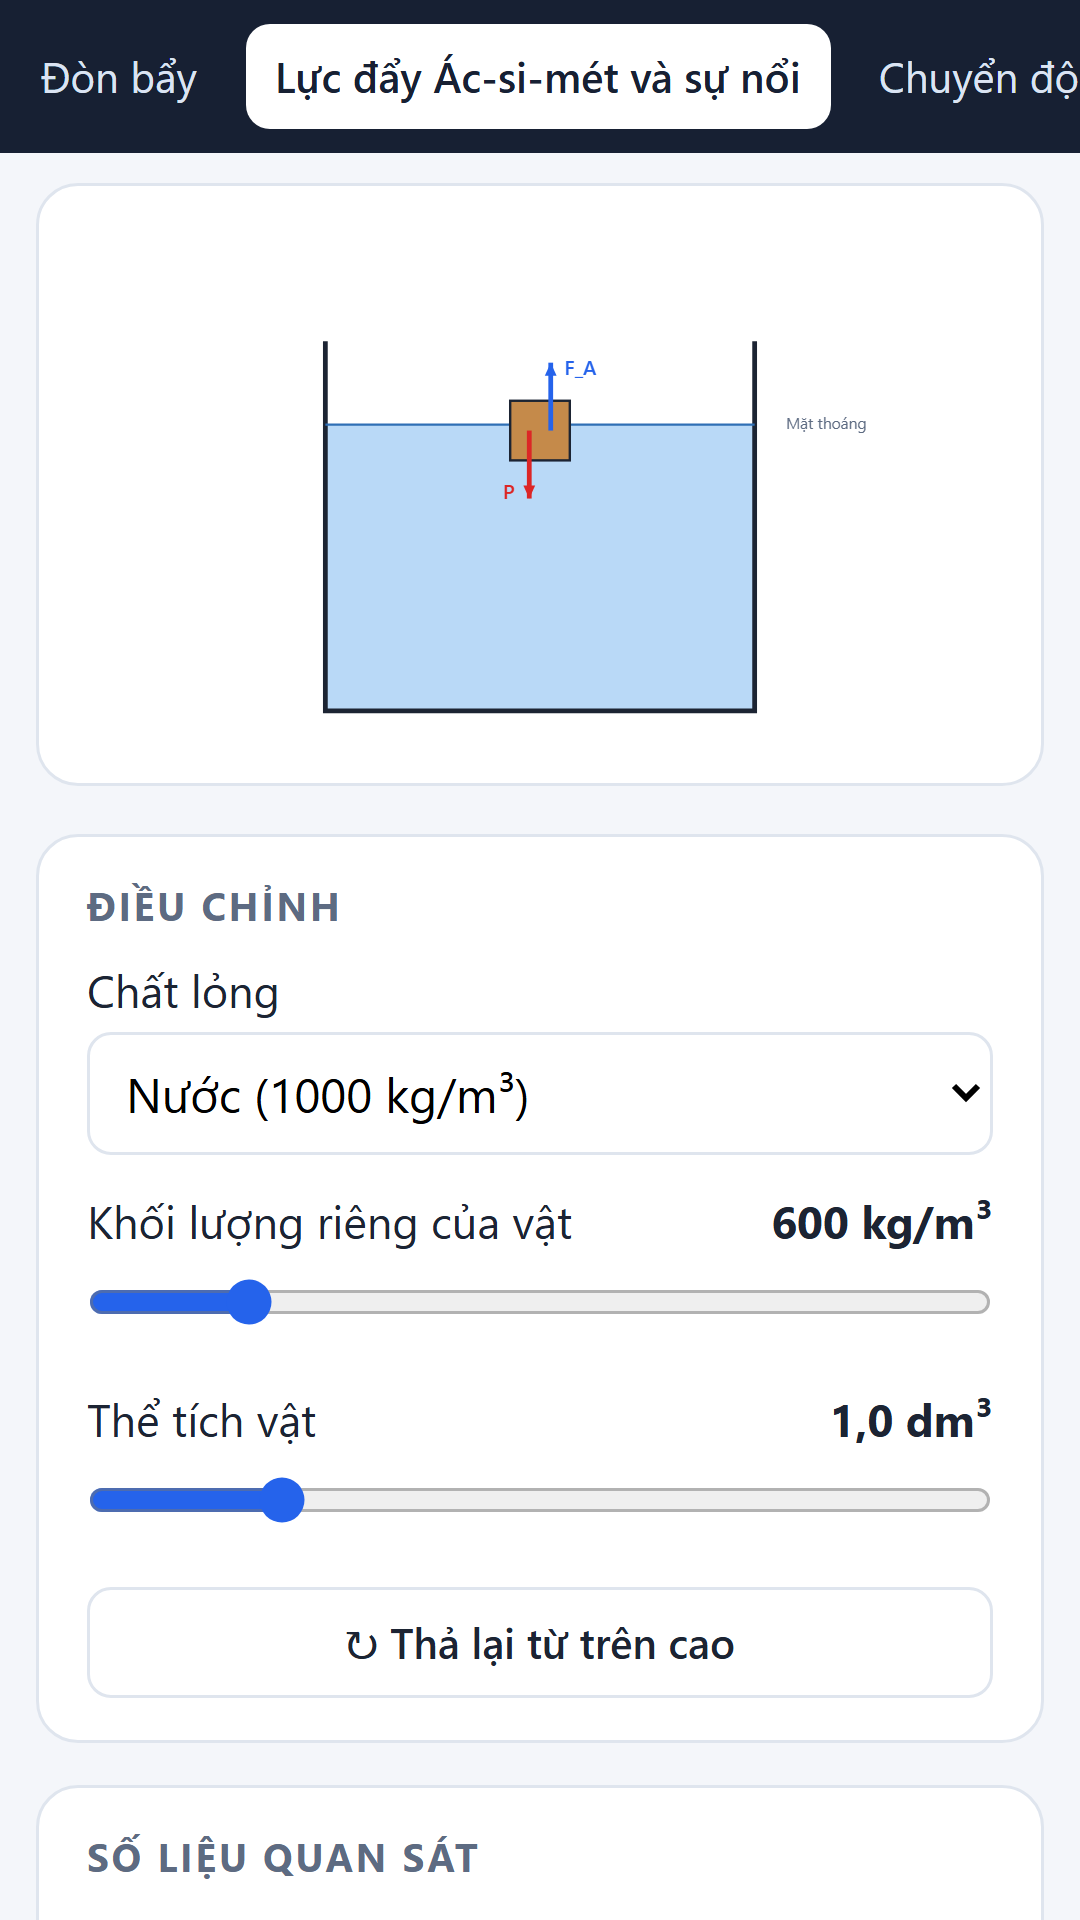 Đòn bẩy
Lực đẩy Ác-si-mét và sự nổi
Chuyển độ
F_A
Mặt thoáng
P
ĐIỀU CHỈNH
Chất lỏng
Nước (1000 kg/m³)
Khối lượng riêng của vật 600 kg/m³
Thể tích vật 1,0 dm³
↻ Thả lại từ trên cao
SỐ LIỆU QUAN SÁT